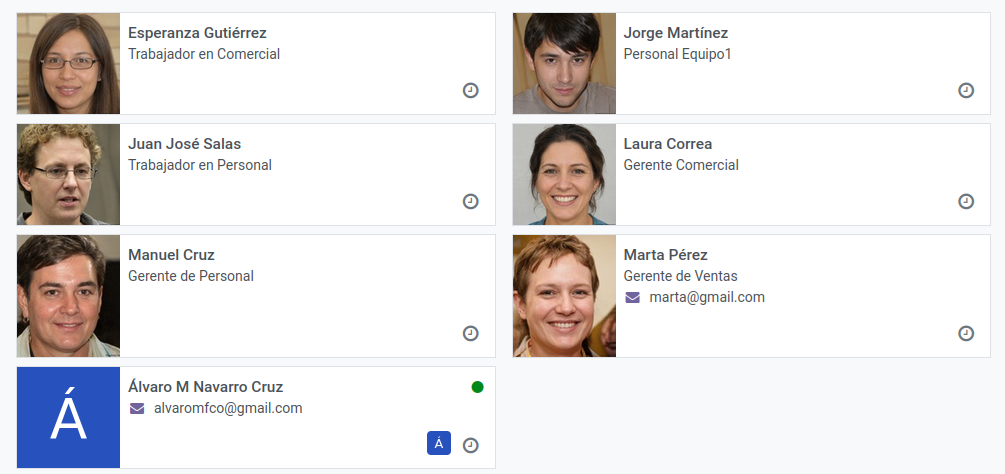 Esperanza Gutiérrez
Trabajador en Comercial
Jorge Martínez
Personal Equipo1
Juan José Salas
Trabajador en Personal
Laura Correa
Gerente Comercial
Manuel Cruz
Gerente de Personal
Marta Pérez
Gerente de Ventas
marta@gmail.com
Á
Álvaro M Navarro Cruz
alvaromfco@gmail.com
Á